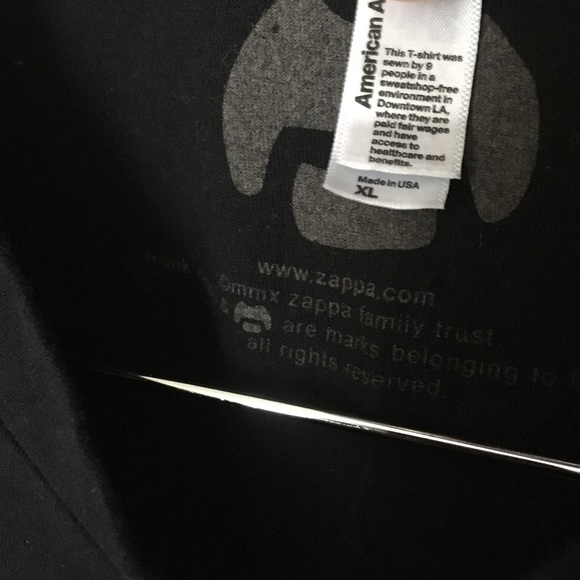 American A
This T-shirt was
sewn by 9
people in a
sweatshop-free
environment in
Downtown LA,
where they are
paid fair wages
and have
access to
healthcare and
benefits.
Made in USA
XL
www.zappa.com
©mmx zappa family trust
& are marks belonging to
all rights reserved.